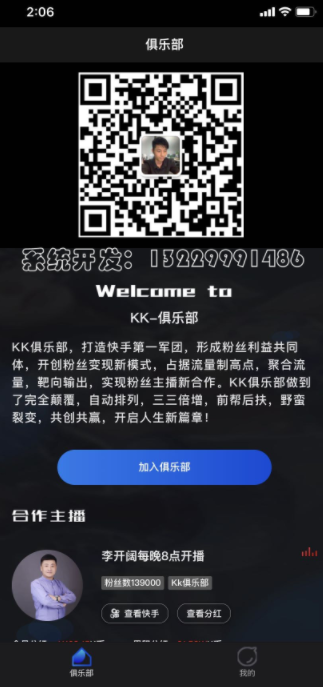 2:06
俱乐部
系统开发：13229991486
Welcome to
KK-俱乐部
KK俱乐部，打造快手第一军团，形成粉丝利益共同
体，开创粉丝变现新模式，占据流量制高点，聚合流
量，靶向输出，实现粉丝主播新合作。KK俱乐部做到
了完全颠覆，自动排列，三三倍增，前帮后扶，野蛮
裂变，共创共赢，开启人生新篇章！
加入俱乐部
合作主播
李开阔每晚8点开播
粉丝数139000 Kk俱乐部
查看快手 查看分红
俱乐部 我的